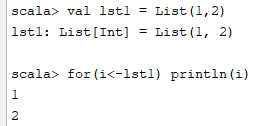 scala> val lst1 = List(1,2)
lst1: List[Int] = List(1, 2)
scala> for(i<-lst1) println(i)
1
2